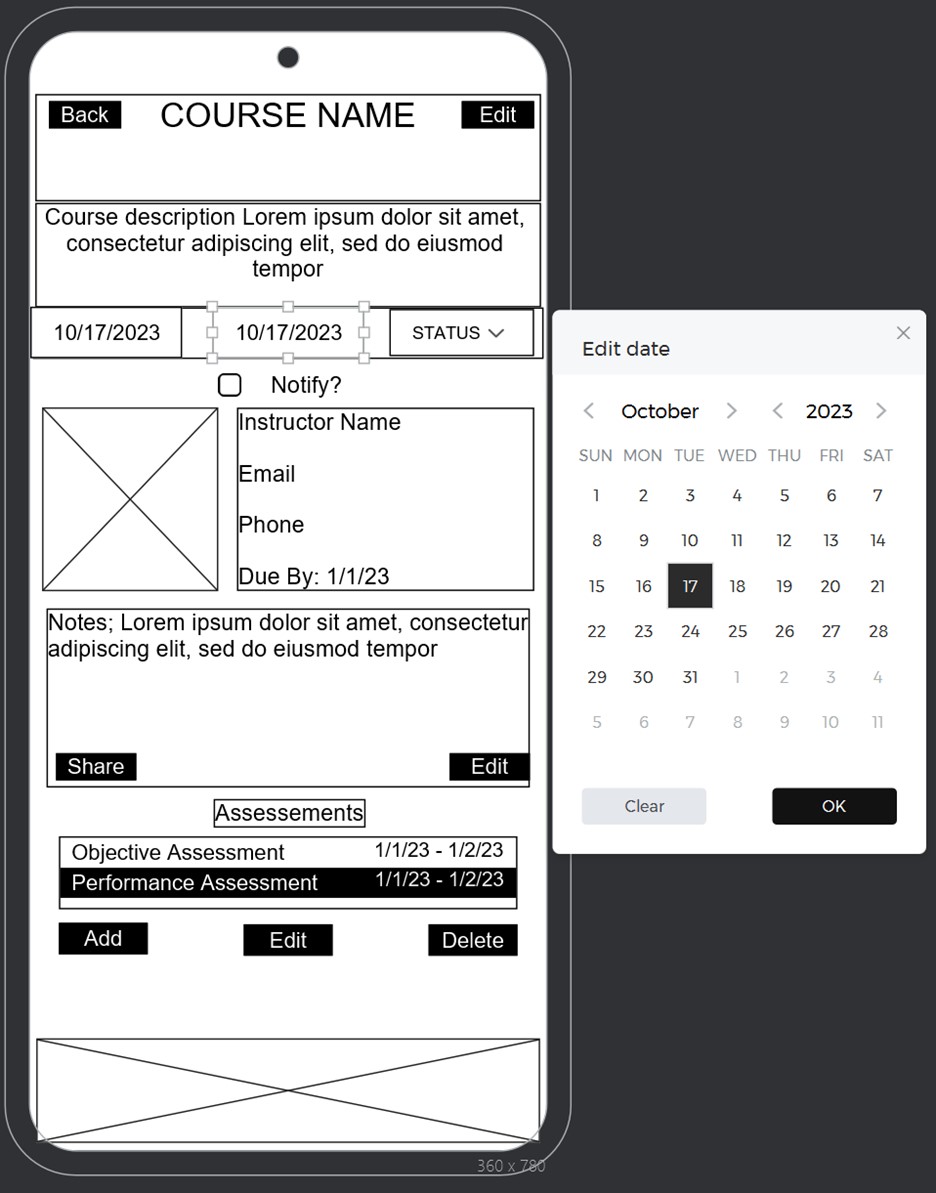 Back COURSE NAME Edit
Course description Lorem ipsum dolor sit amet,
consectetur adipiscing elit, sed do eiusmod
tempor
10/17/2023 10/17/2023 STATUS
Notify?
Instructor Name
Email
Phone
Due By: 1/1/23
Notes; Lorem ipsum dolor sit amet, consectetur
adipiscing elit, sed do eiusmod tempor
Share Edit
Assessements
Objective Assessment 1/1/23 - 1/2/23
Performance Assessment 1/1/23 - 1/2/23
Add Edit Delete
360 x 780
Edit date
October 2023
SUN MON TUE WED THU FRI SAT
1 2 3 4 5 6 7
8 9 10 11 12 13 14
15 16 17 18 19 20 21
22 23 24 25 26 27 28
29 30 31 1 2 3 4
5 6 7 8 9 10 11
Clear OK